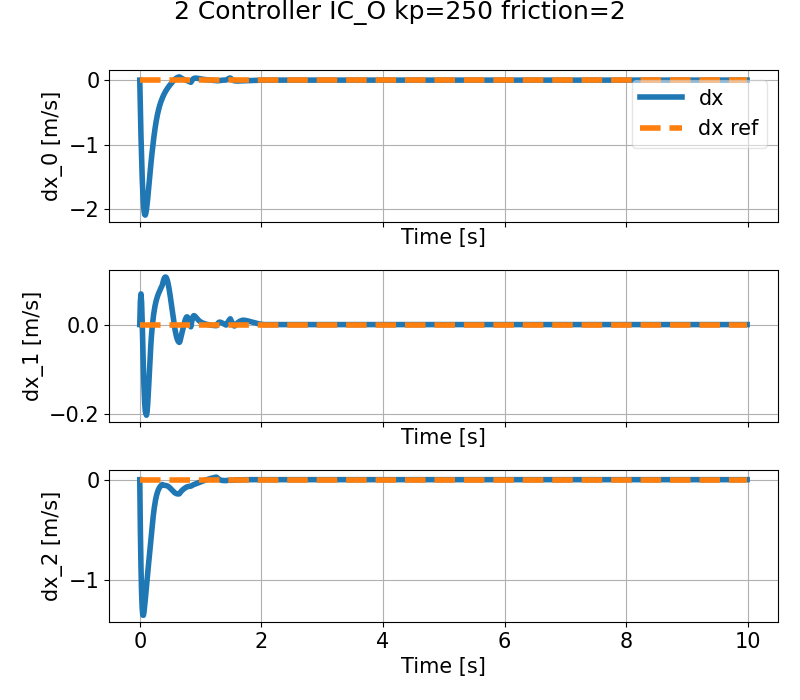 2 Controller IC_O kp=250 friction=2
0
−1
−2
dx_0 [m/s]
dx
dx ref
Time [s]
0.0
−0.2
dx_1 [m/s]
Time [s]
0
−1
dx_2 [m/s]
0 2 4 6 8 10
Time [s]